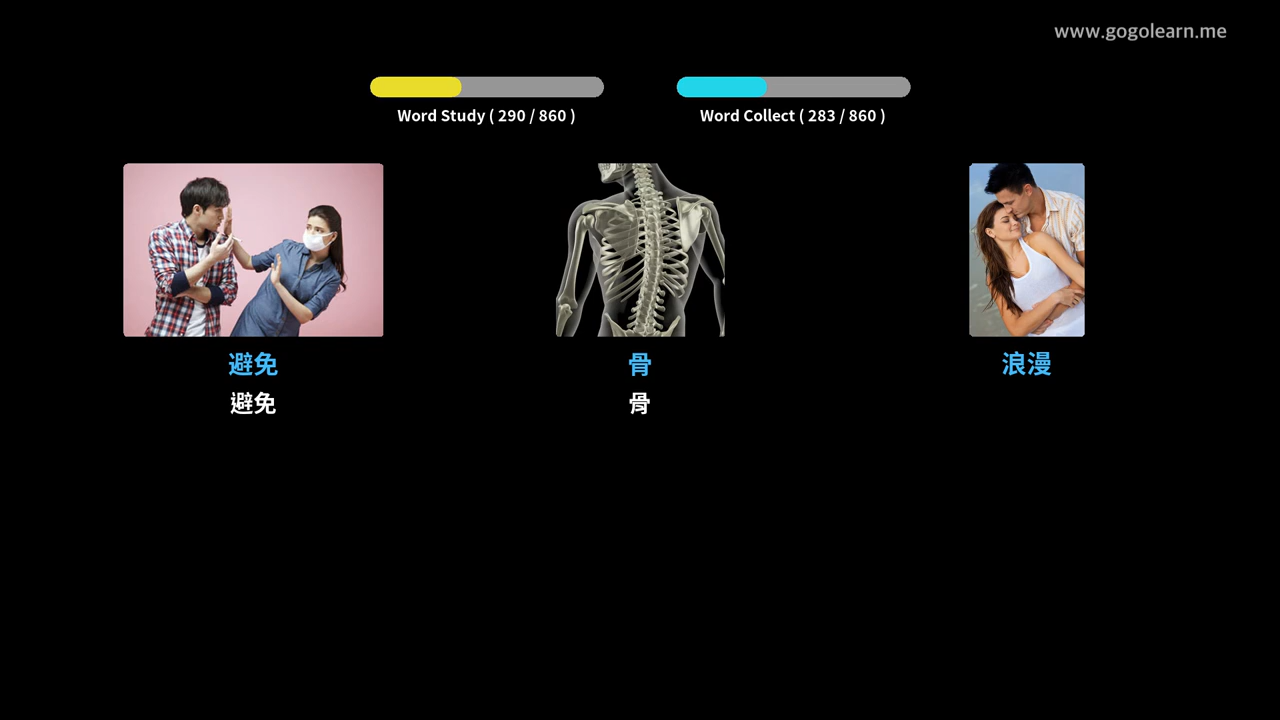 www.gogolearn.me
Word Study ( 290 / 860 )
Word Collect ( 283 / 860 )
避免
骨
浪漫
避免
骨